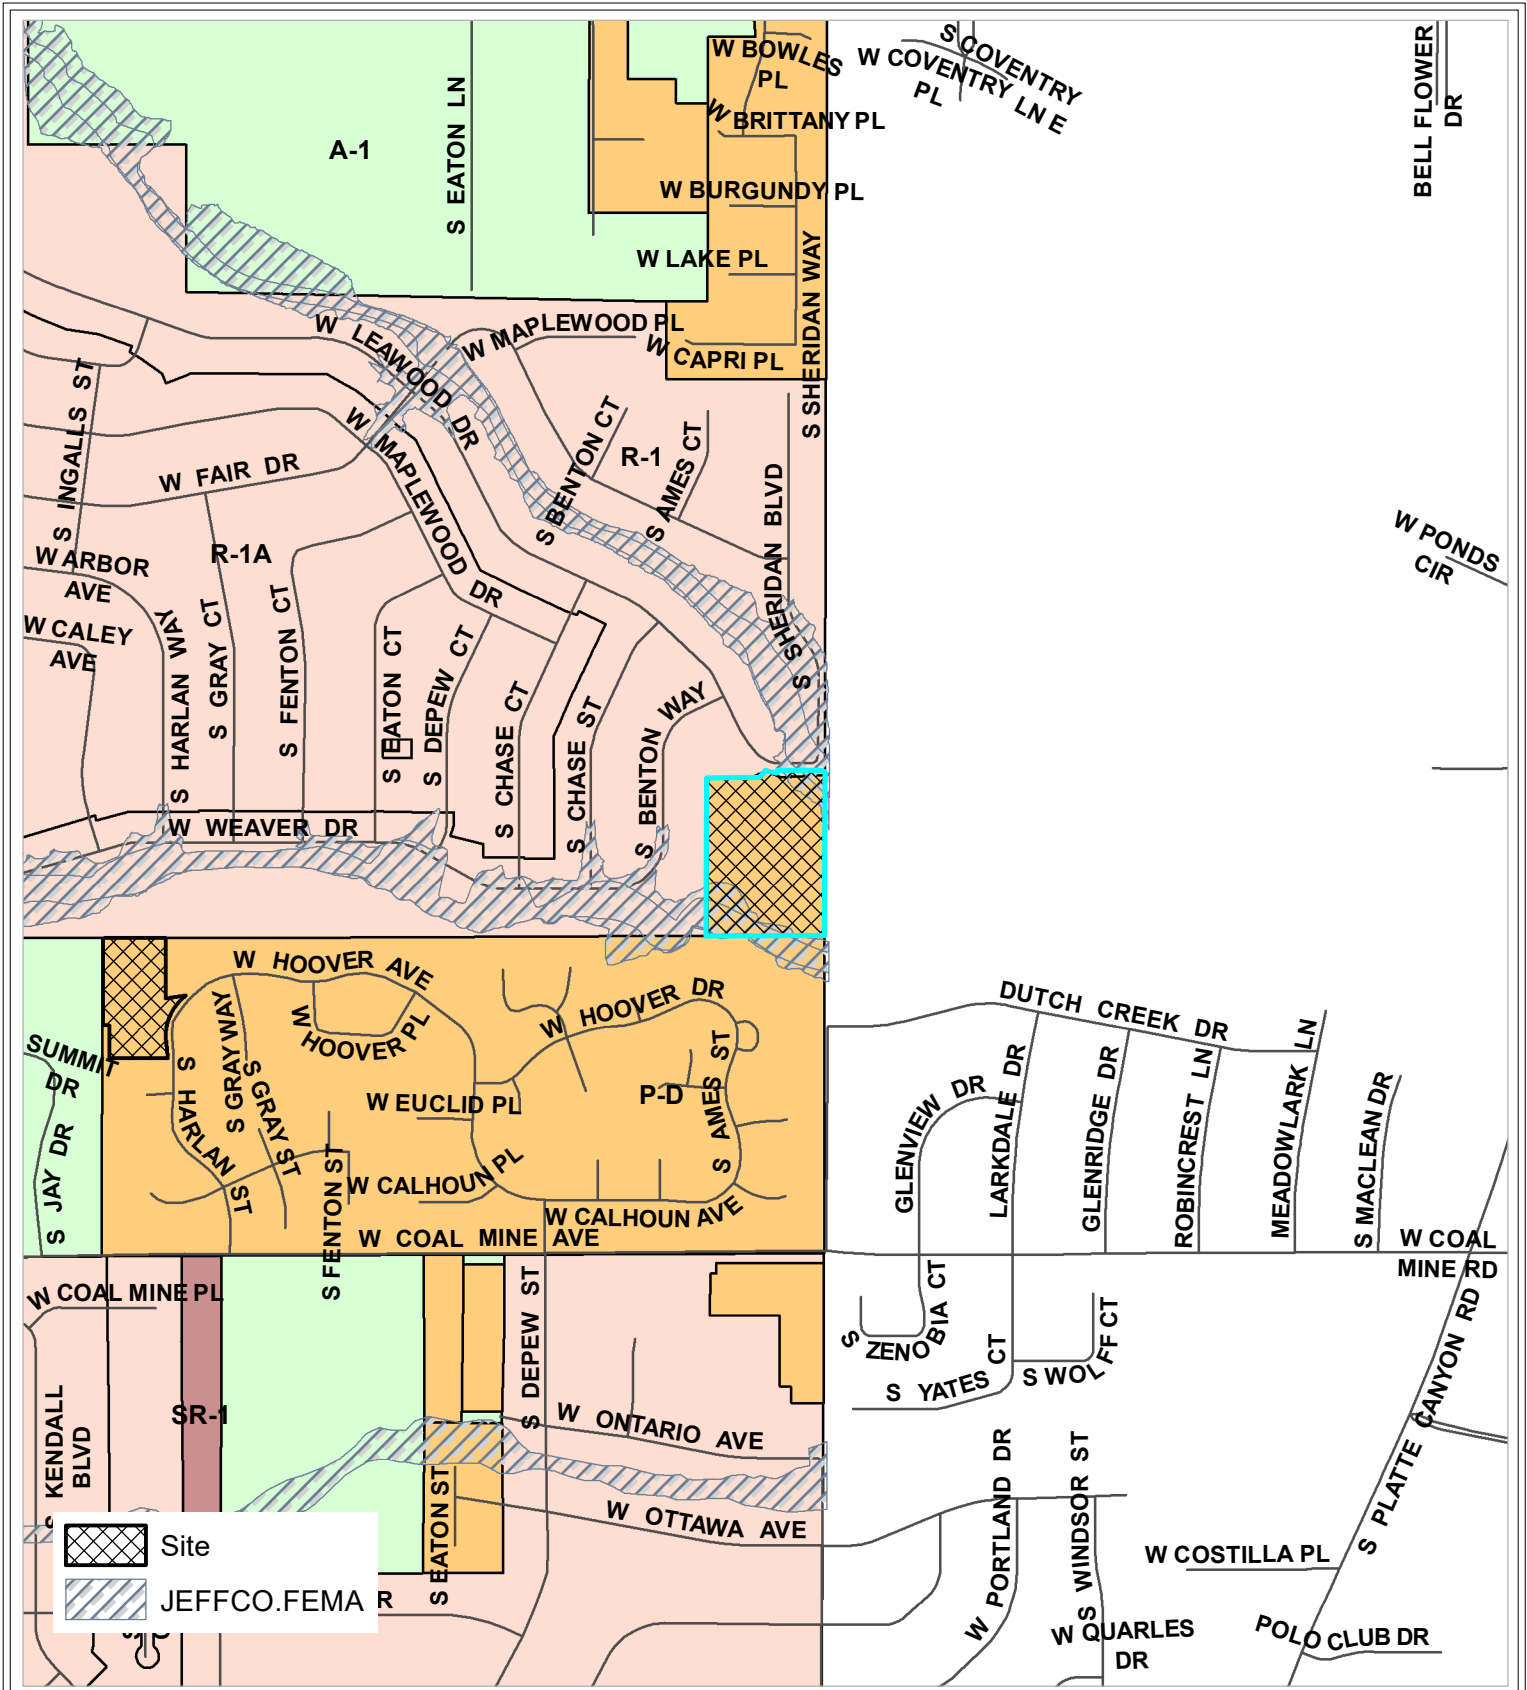 W BOWLES
PL
W COVENTRY
PL
S COVENTRY
LN E
BELL FLOWER
DR
S EATON LN
A-1
W BRITTANY PL
W BURGUNDY PL
W LAKE PL
S SHERIDAN WAY
W LEAWOOD DR
W MAPLEWOOD PL
W CAPRI PL
S INGALLS ST
W MAPLEWOOD DR
W FAIR DR
S BENTON CT
R-1
S AMES CT
S SHERIDAN BLVD
W PONDS
CIR
W ARBOR
AVE
R-1A
W CALEY
AVE
S HARLAN WAY
S GRAY CT
S FENTON CT
S EATON CT
S DEPEW CT
S CHASE CT
S CHASE ST
S BENTON WAY
W WEAVER DR
W HOOVER AVE
W HOOVER PL
W HOOVER DR
DUTCH CREEK DR
SUMMIT
DR
S GRAY WAY
S GRAY ST
S HARLAN ST
W EUCLID PL
P-D
S AMES ST
GLENVIEW DR
LARKDALE DR
GLENRIDGE DR
ROBINCREST LN
MEADOWLARK LN
S MACLEAN DR
S JAY DR
S FENTON ST
W CALHOUN PL
W CALHOUN AVE
W COAL MINE AVE
W COAL
MINE RD
W COAL MINE PL
S DEPEW ST
S ZENOBIA CT
S YATES CT
S WOLFF CT
S PLATTE CANYON RD
S KENDALL
BLVD
SR-1
W ONTARIO AVE
S EATON ST
W OTTAWA AVE
W PORTLAND DR
S WINDSOR ST
W COSTILLA PL
W QUARLES
DR
POLO CLUB DR
Site
JEFFCO.FEMA
R